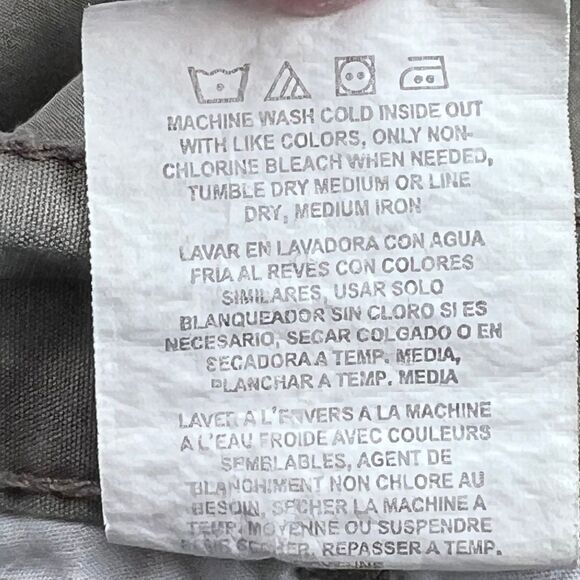 MACHINE WASH COLD INSIDE OUT
WITH LIKE COLORS, ONLY NON-
CHLORINE BLEACH WHEN NEEDED,
TUMBLE DRY MEDIUM OR LINE
DRY, MEDIUM IRON
LAVAR EN LAVADORA CON AGUA
FRIA AL REVES CON COLORES
SIMILARES, USAR SOLO
BLANQUEADOR SIN CLORO SI ES
NECESARIO, SECAR COLGADO O EN
SECADORA A TEMP. MEDIA,
PLANCHAR A TEMP. MEDIA
LAVER A L'ENVERS A LA MACHINE
A L'EAU FROIDE AVEC COULEURS
SEMBLABLES, AGENT DE
BLANCHIMENT NON CHLORE AU
BESOIN, SECHER LA MACHINE A
TEMP. MOYENNE OU SUSPENDRE
SECHER, REPASSER A TEMP.